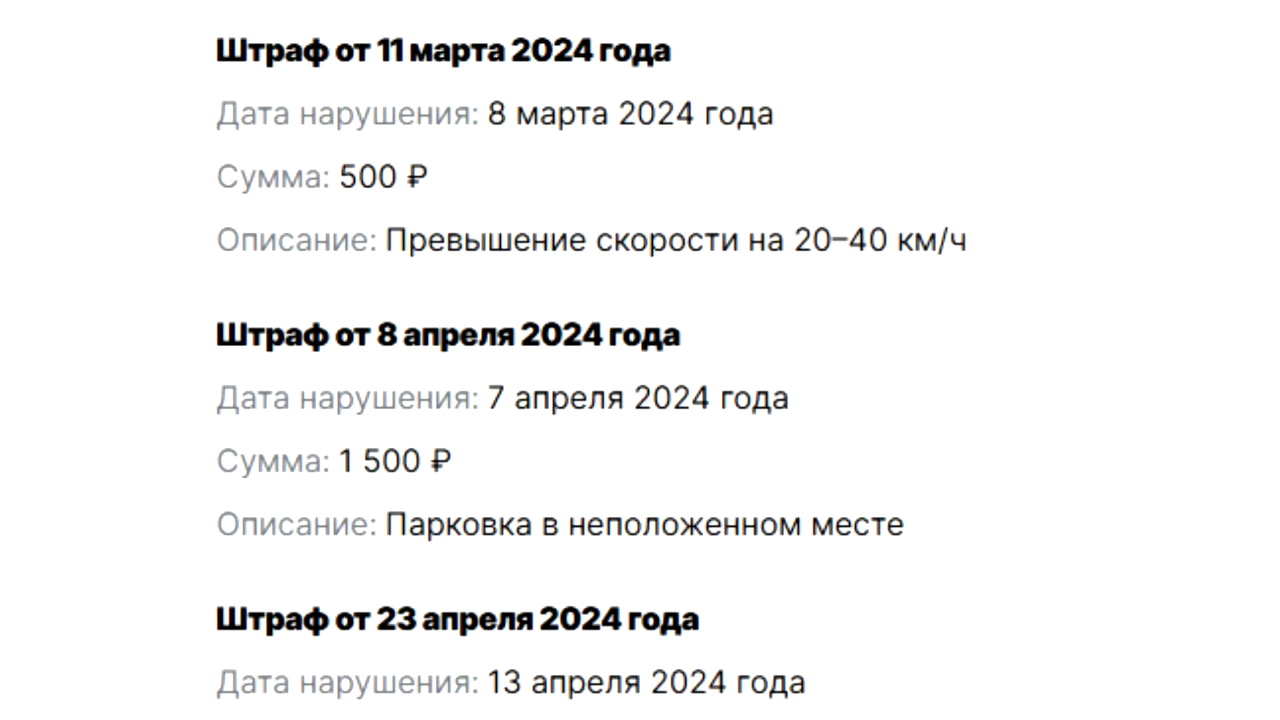 Штраф от 11 марта 2024 года
Дата нарушения: 8 марта 2024 года
Сумма: 500 ₽
Описание: Превышение скорости на 20–40 км/ч
Штраф от 8 апреля 2024 года
Дата нарушения: 7 апреля 2024 года
Сумма: 1 500 ₽
Описание: Парковка в неположенном месте
Штраф от 23 апреля 2024 года
Дата нарушения: 13 апреля 2024 года